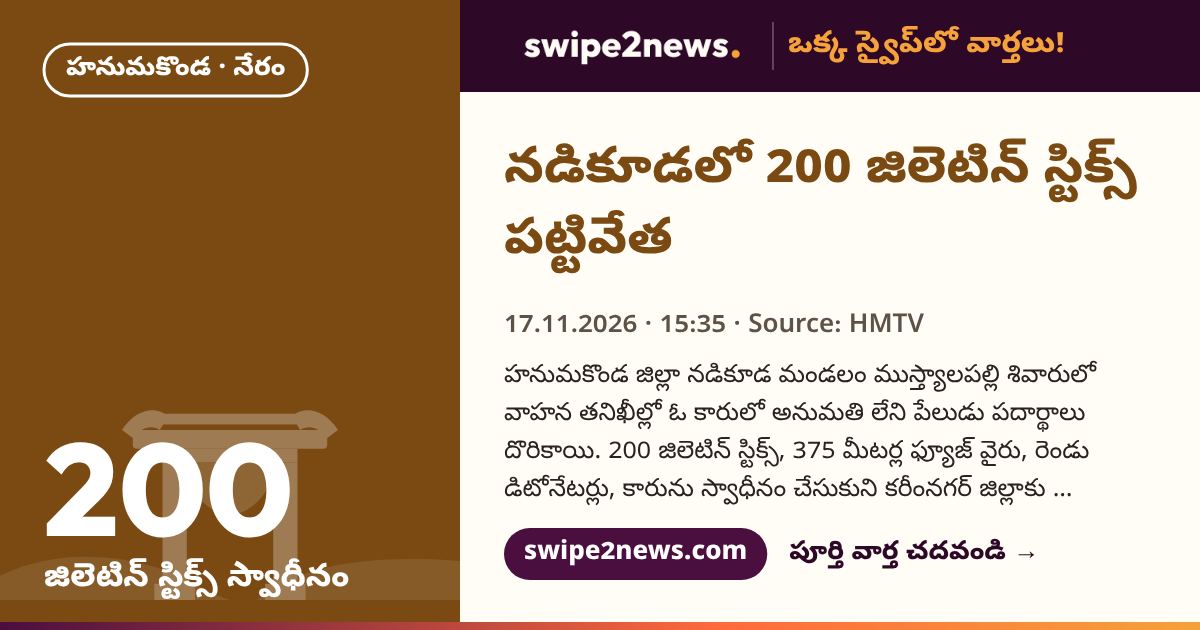 హనుమకొండ · నేరం
200
జిలెటిన్ స్టిక్స్ స్వాధీనం
swipe2news.
ఒక్క స్వైప్‌లో వార్తలు!
నడికూడలో 200 జిలెటిన్ స్టిక్స్
పట్టివేత
17.11.2026 · 15:35 · Source: HMTV
హనుమకొండ జిల్లా నడికూడ మండలం ముస్త్యాలపల్లి శివారులో
వాహన తనిఖీల్లో ఓ కారులో అనుమతి లేని పేలుడు పదార్థాలు
దొరికాయి. 200 జిలెటిన్ స్టిక్స్, 375 మీటర్ల ఫ్యూజ్ వైరు, రెండు
డిటోనేటర్లు, కారును స్వాధీనం చేసుకుని కరీంనగర్ జిల్లాకు ...
swipe2news.com
పూర్తి వార్త చదవండి →